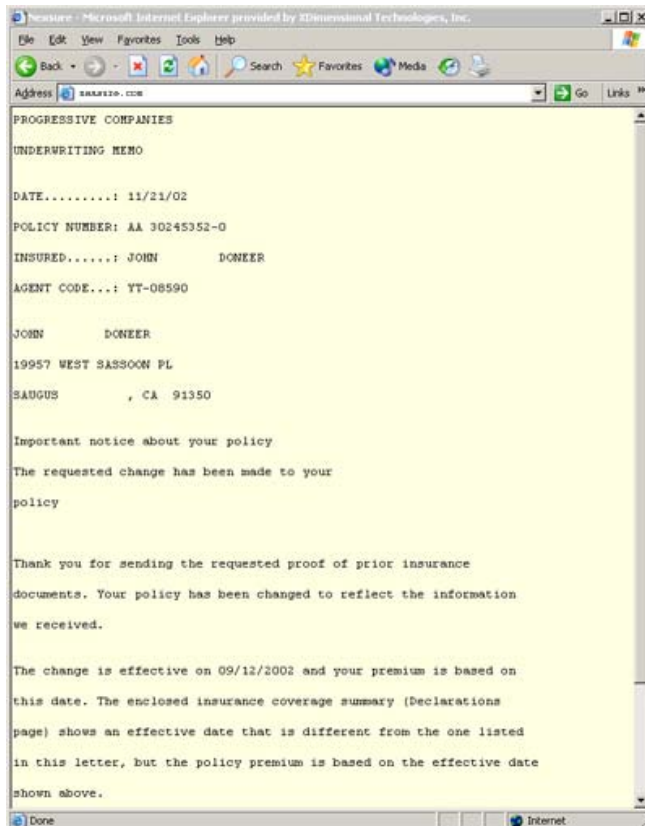 Nexsure - Microsoft Internet Explorer provided by XDimensional Technologies, Inc.
File Edit View Favorites Tools Help
Back Search Favorites Media
Address nexsure.com Go Links »
PROGRESSIVE COMPANIES
UNDERWRITING MEMO
DATE.........: 11/21/02
POLICY NUMBER: AA 30245352-0
INSURED......: JOHN DONEER
AGENT CODE...: YT-08590
JOHN DONEER
19957 WEST SASSOON PL
SAUGUS , CA 91350
Important notice about your policy
The requested change has been made to your
policy
Thank you for sending the requested proof of prior insurance
documents. Your policy has been changed to reflect the information
we received.
The change is effective on 09/12/2002 and your premium is based on
this date. The enclosed insurance coverage summary (Declarations
page) shows an effective date that is different from the one listed
in this letter, but the policy premium is based on the effective date
shown above.
Done Internet